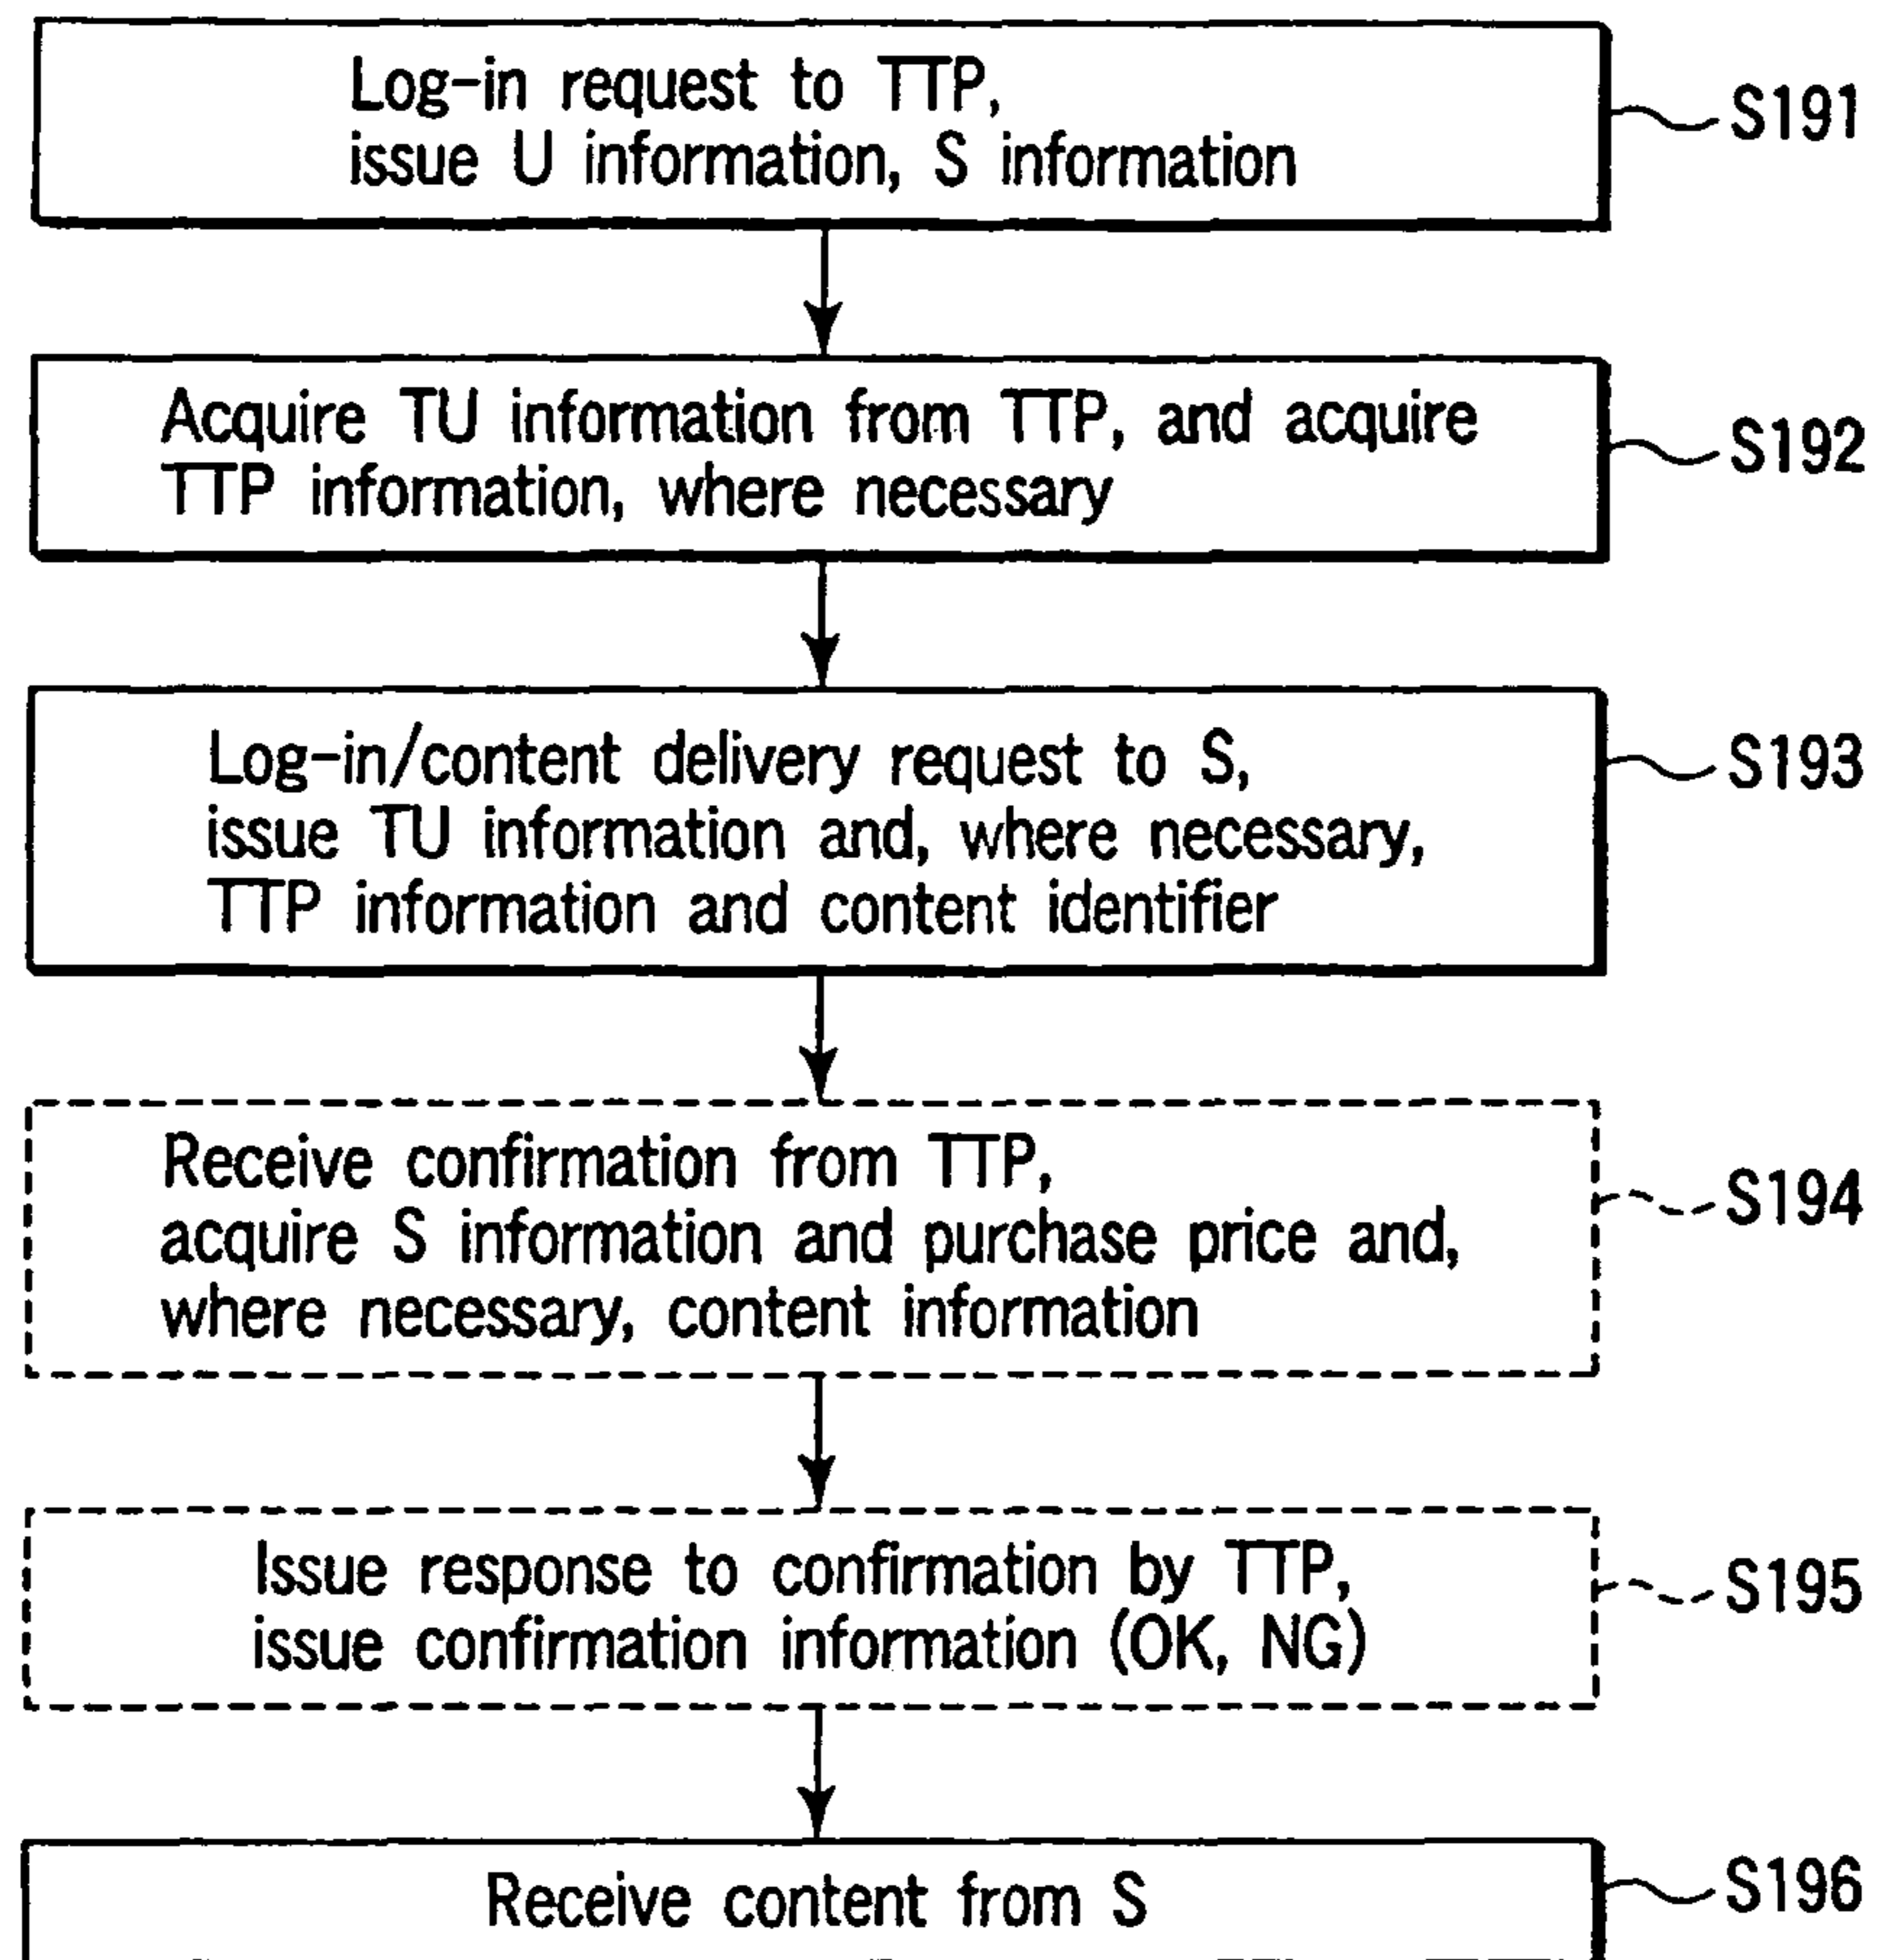 Log-in request to TTP,
issue U information, S information
S191
Acquire TU information from TTP, and acquire
TTP information, where necessary
S192
Log-in/content delivery request to S,
issue TU information and, where necessary,
TTP information and content identifier
S193
Receive confirmation from TTP,
acquire S information and purchase price and,
where necessary, content information
S194
Issue response to confirmation by TTP,
issue confirmation information (OK, NG)
S195
Receive content from S
S196